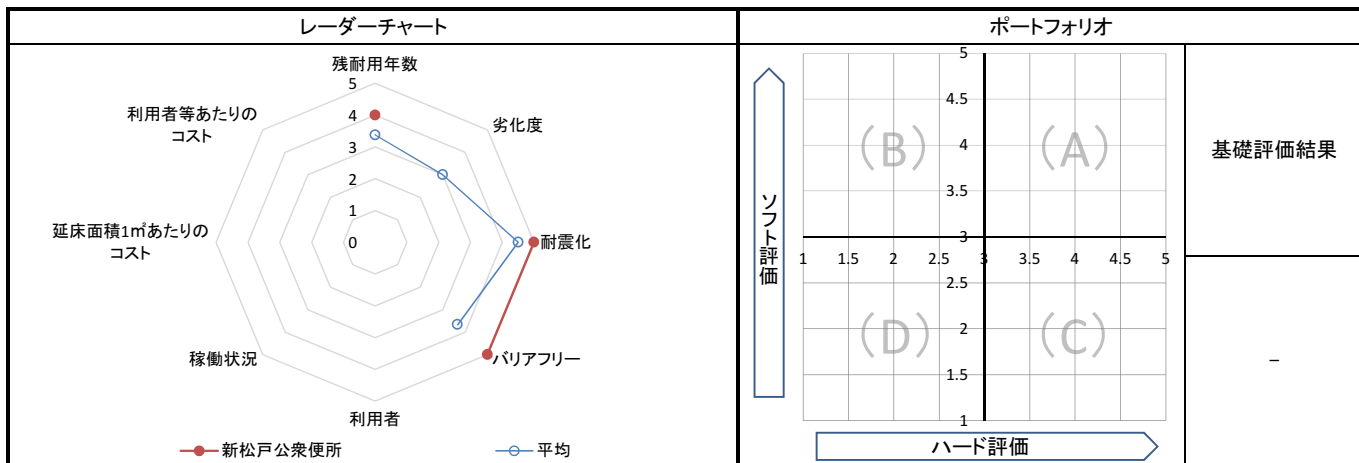 レーダーチャート
残耐用年数
劣化度
耐震化
バリアフリー
利用者
稼働状況
延床面積1㎡あたりの
コスト
利用者等あたりの
コスト
5
4
3
2
1
0
新松戸公衆便所
平均
ポートフォリオ
ソフト評価
5
4.5
4
3.5
3
2.5
2
1.5
1
1 1.5 2 2.5 3 3.5 4 4.5 5
（B）
（A）
（D）
（C）
ハード評価
基礎評価結果
–